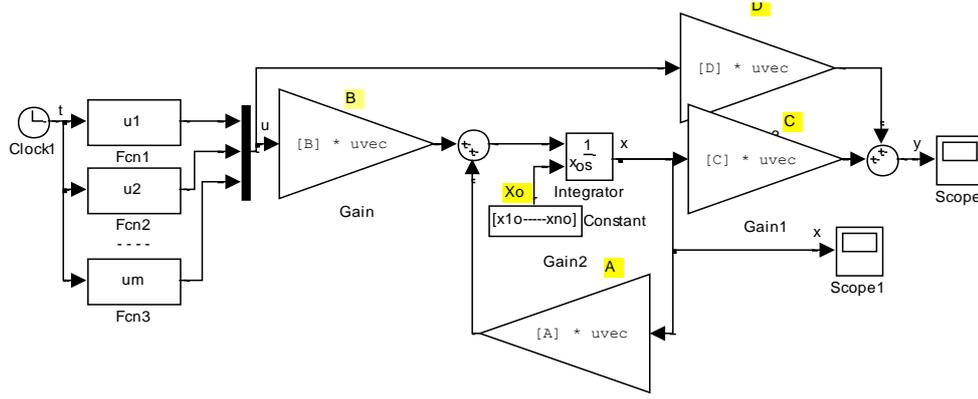 D
[D] * uvec
t
u1
Clock1
Fcn1
u
B
[B] * uvec
Gain
u2
Fcn2
- - - -
um
Fcn3
1
xos
x
Integrator
Xo
[x1o-----xno]
Constant
C
[C] * uvec
Gain1
y
Scope
x
Scope1
Gain2
A
[A] * uvec